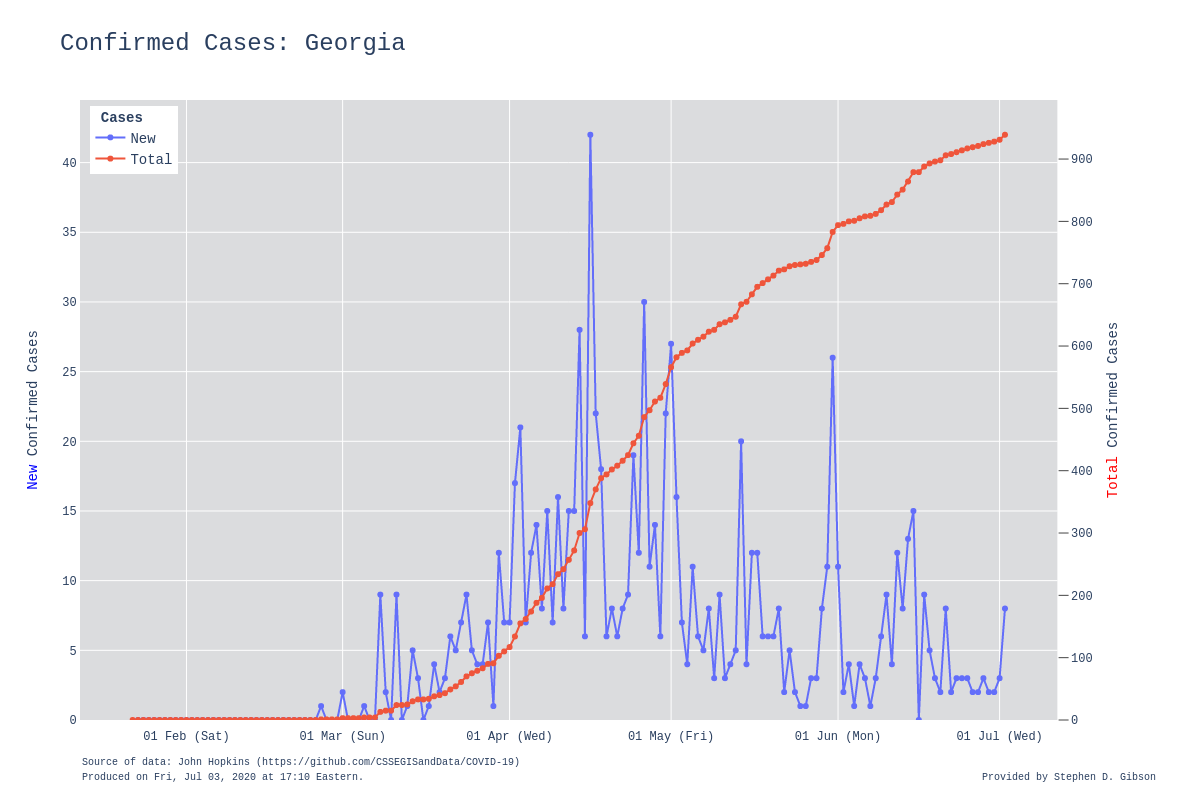 Confirmed Cases: Georgia
Cases
New
Total
40
35
30
25
20
15
10
5
0
900
800
700
600
500
400
300
200
100
0
New Confirmed Cases
Total Confirmed Cases
01 Feb (Sat)
01 Mar (Sun)
01 Apr (Wed)
01 May (Fri)
01 Jun (Mon)
01 Jul (Wed)
Source of data: John Hopkins (https://github.com/CSSEGISandData/COVID-19)
Produced on Fri, Jul 03, 2020 at 17:10 Eastern.
Provided by Stephen D. Gibson